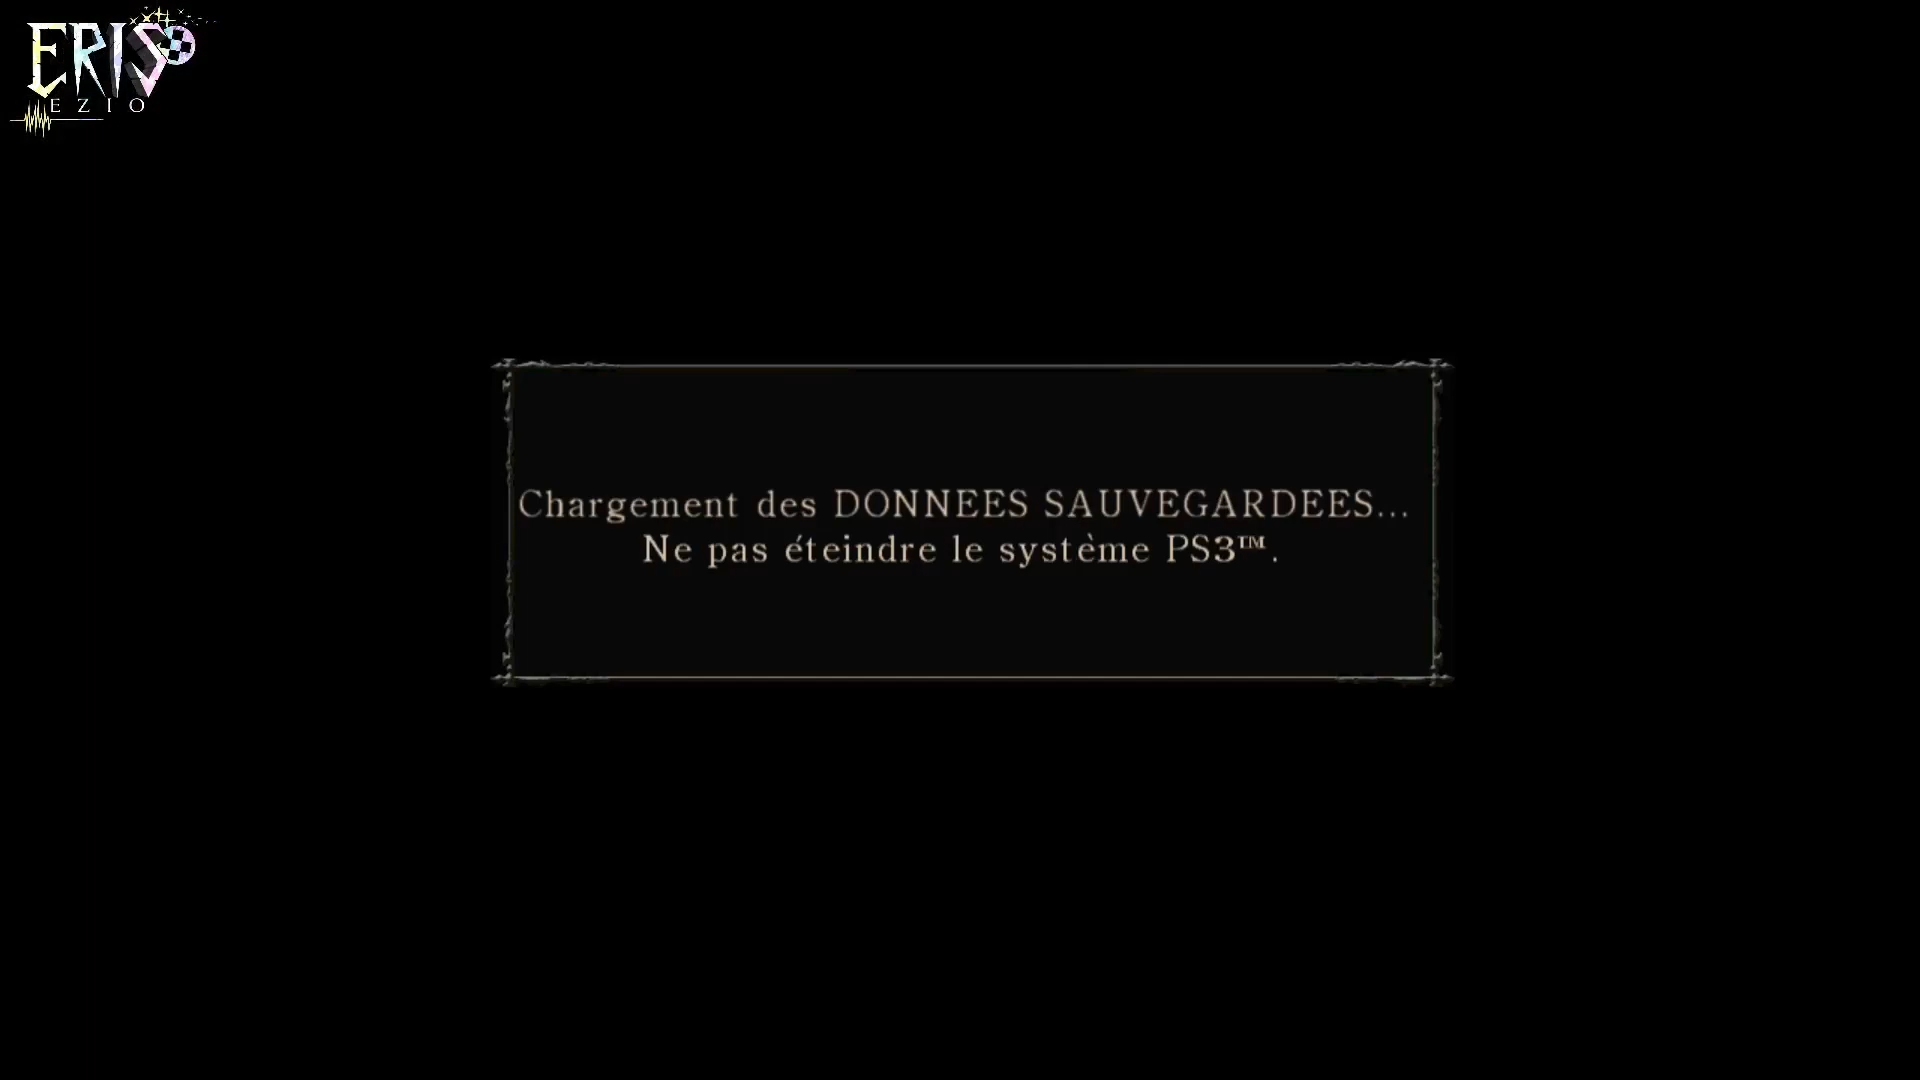 ERIS
EZIO
Chargement des DONNEES SAUVEGARDEES...
Ne pas éteindre le système PS3™.